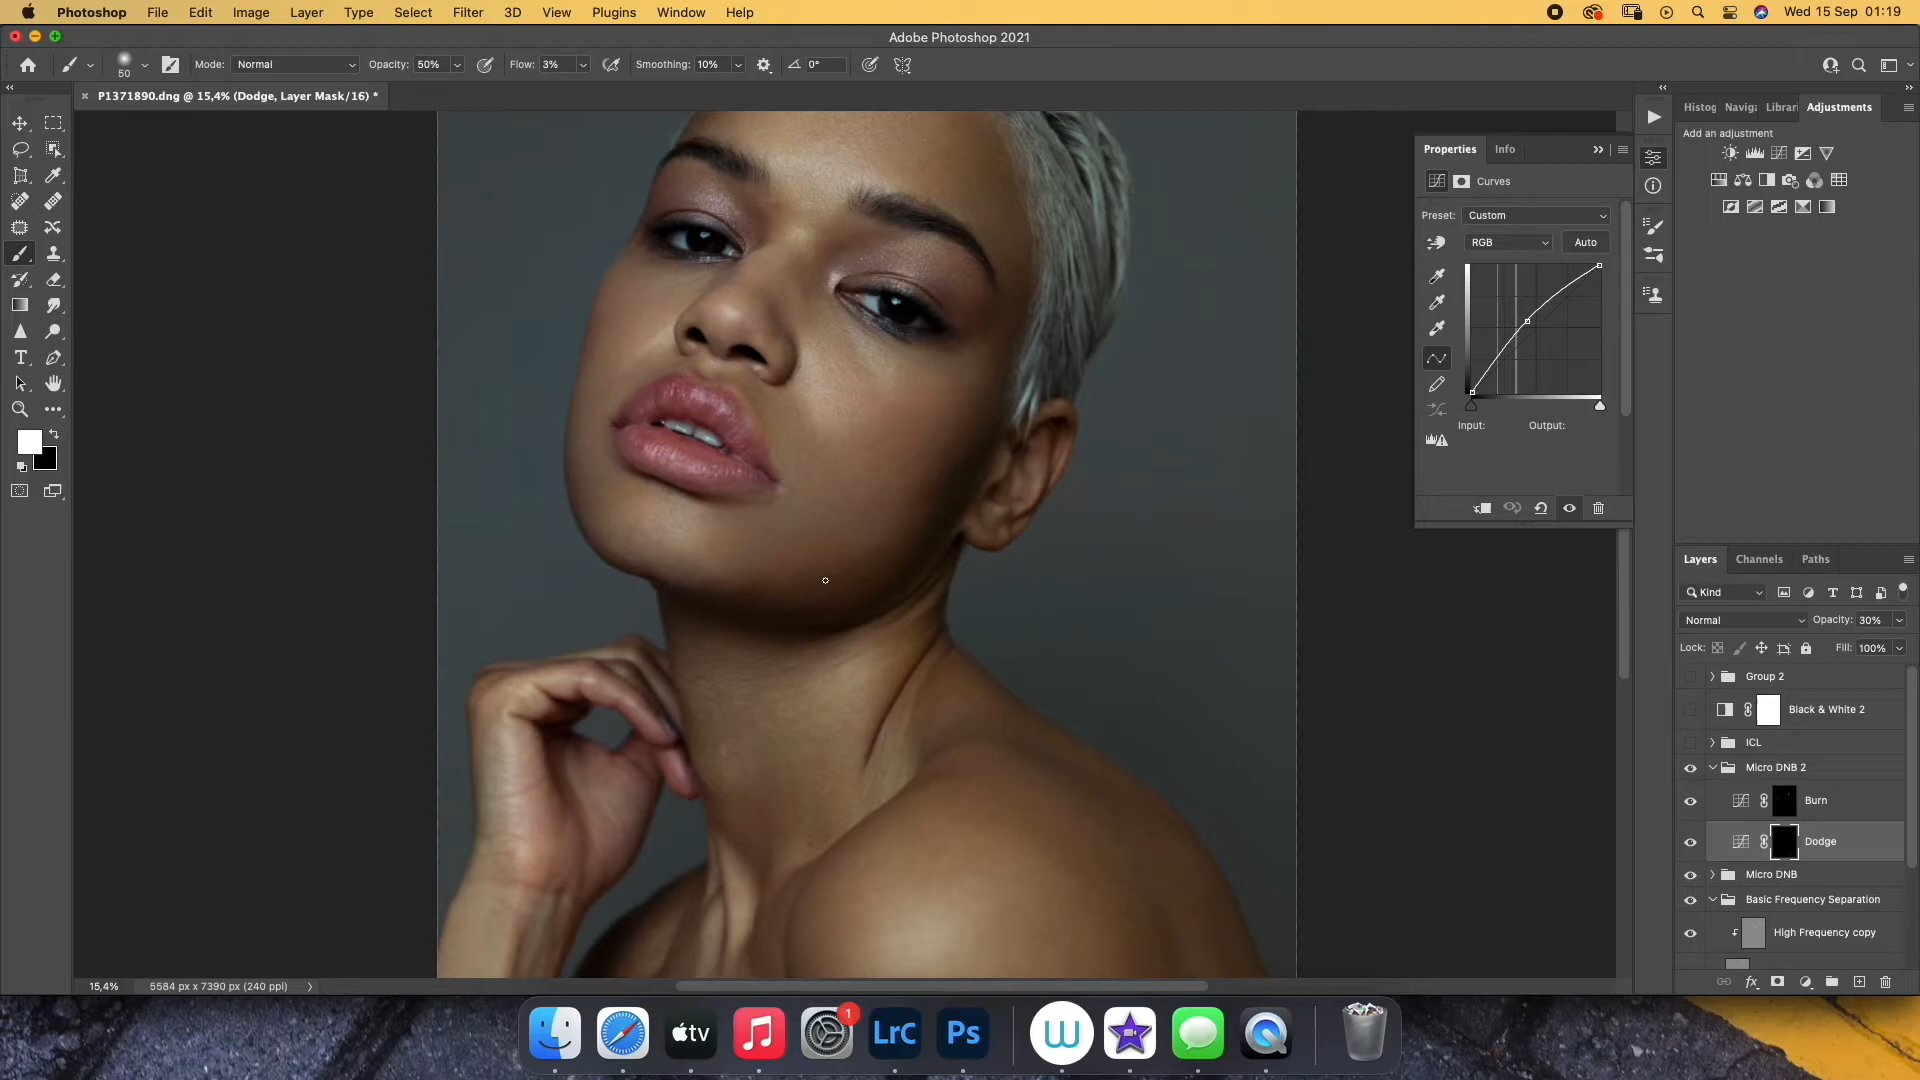 Photoshop File Edit Image Layer Type Select Filter 3D View Plugins Window Help Wed 15 Sep 01:19
Adobe Photoshop 2021
50 Mode: Normal Opacity: 50% Flow: 3% Smoothing: 10% 0°
× P1371890.dng @ 15,4% (Dodge, Layer Mask/16) *
Histog Naviga Librari Adjustments
Add an adjustment
Properties Info
Curves
Preset: Custom
RGB Auto
Input: Output:
Layers Channels Paths
Kind
Normal Opacity: 30%
Lock: Fill: 100%
Group 2
Black & White 2
ICL
Micro DNB 2
Burn
Dodge
Micro DNB
Basic Frequency Separation
High Frequency copy
15,4% 5584 px x 7390 px (240 ppi)
tv 1 LrC Ps W